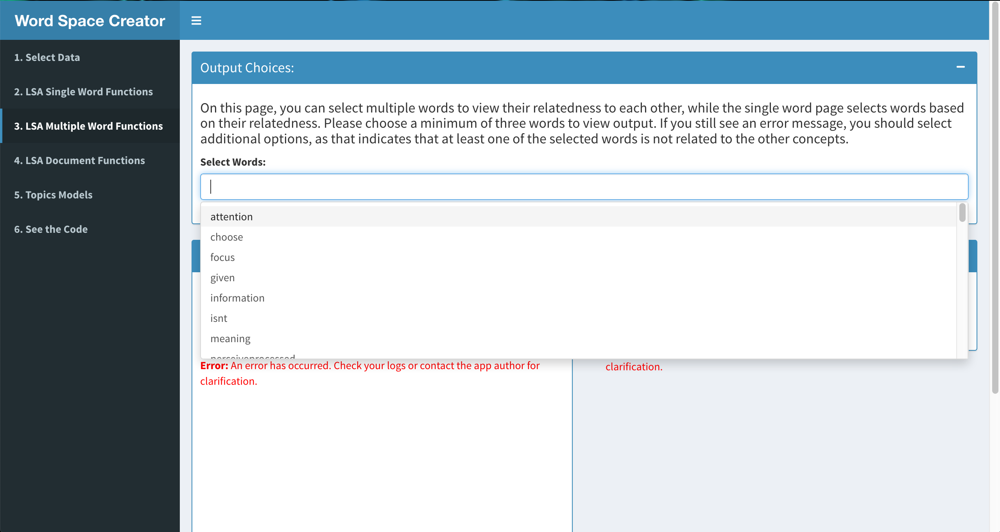 Word Space Creator
1. Select Data
2. LSA Single Word Functions
3. LSA Multiple Word Functions
4. LSA Document Functions
5. Topics Models
6. See the Code
Output Choices:
On this page, you can select multiple words to view their relatedness to each other, while the single word page selects words based
on their relatedness. Please choose a minimum of three words to view output. If you still see an error message, you should select
additional options, as that indicates that at least one of the selected words is not related to the other concepts.
Select Words:
attention
choose
focus
given
information
isnt
meaning
perceiveprocessed
Error: An error has occurred. Check your logs or contact the app author for
clarification.
clarification.